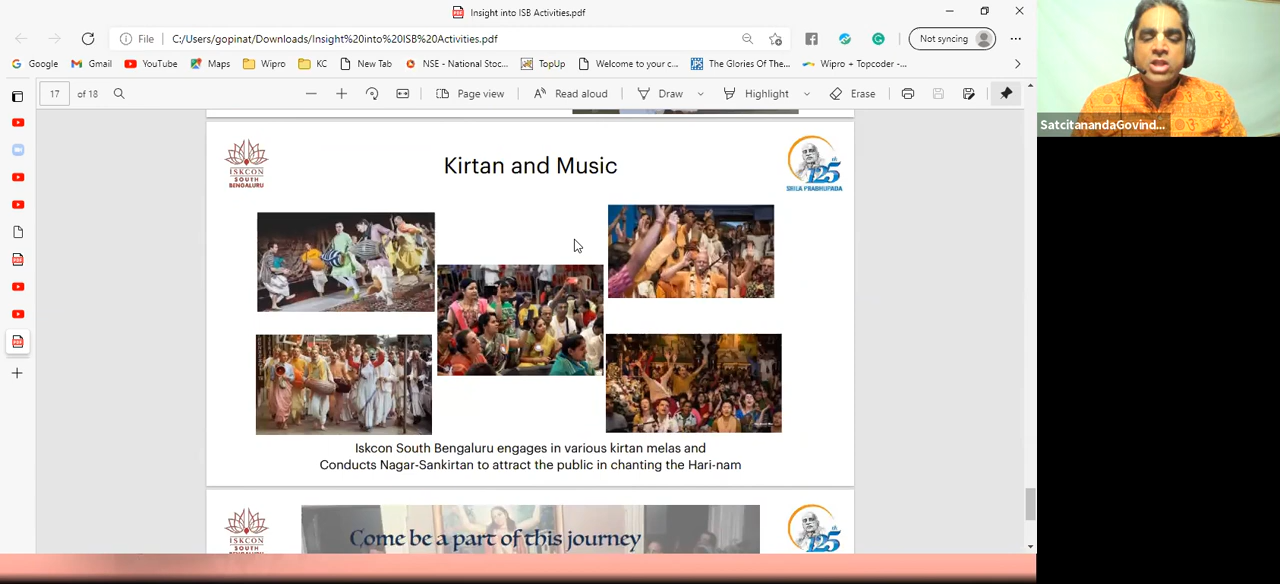 Insight into ISB Activities.pdf
File
C:/Users/gopinat/Downloads/Insight%20into%20ISB%20Activities.pdf
Not syncing
Google Gmail YouTube Maps Wipro KC New Tab NSE - National Stoc... TopUp Welcome to your c... The Glories Of The... Wipro + Topcoder -...
17 of 18 Page view Read aloud Draw Highlight Erase
SatcitanandaGovind...
ISKCON
SOUTH
BENGALURU
Kirtan and Music
125th
SRILA PRABHUPADA
Iskcon South Bengaluru engages in various kirtan melas and
Conducts Nagar-Sankirtan to attract the public in chanting the Hari-nam
ISKCON
SOUTH
Come be a part of this journey
125th